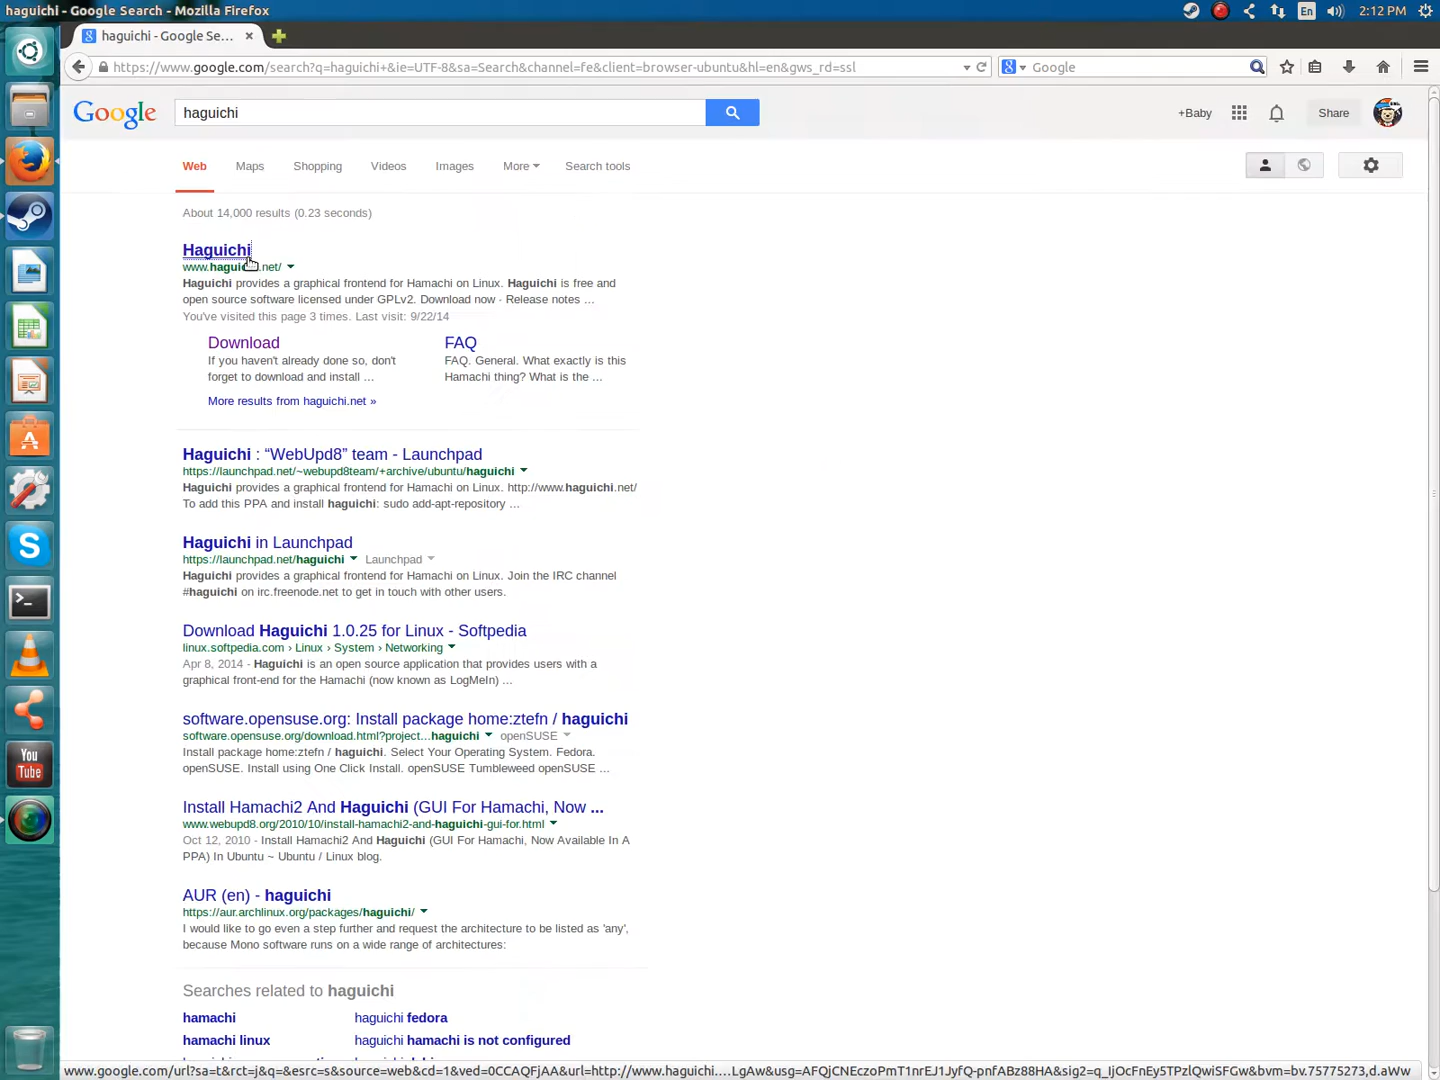 haguichi - Google Search - Mozilla Firefox
En
2:12 PM
haguichi - Google Se...
https://www.google.com/search?q=haguichi+&ie=UTF-8&sa=Search&channel=fe&client=browser-ubuntu&hl=en&gws_rd=ssl
Google
Google
haguichi
+Baby
Share
Web
Maps
Shopping
Videos
Images
More
Search tools
About 14,000 results (0.23 seconds)
Haguichi
Haguichi provides a graphical frontend for Hamachi on Linux. Haguichi is free and
open source software licensed under GPLv2. Download now · Release notes ...
You've visited this page 3 times. Last visit: 9/22/14
Download
FAQ
If you haven't already done so, don't
forget to download and install ...
FAQ. General. What exactly is this
Hamachi thing? What is the ...
More results from haguichi.net »
Haguichi : “WebUpd8” team - Launchpad
https://launchpad.net/~webupd8team/+archive/ubuntu/haguichi
Haguichi provides a graphical frontend for Hamachi on Linux. http://www.haguichi.net/
To add this PPA and install haguichi: sudo add-apt-repository ...
Haguichi in Launchpad
https://launchpad.net/haguichi
Launchpad
Haguichi provides a graphical frontend for Hamachi on Linux. Join the IRC channel
#haguichi on irc.freenode.net to get in touch with other users.
Download Haguichi 1.0.25 for Linux - Softpedia
linux.softpedia.com › Linux › System › Networking
Apr 8, 2014 - Haguichi is an open source application that provides users with a
graphical front-end for the Hamachi (now known as LogMeIn) ...
software.opensuse.org: Install package home:ztefn / haguichi
software.opensuse.org/download.html?project...haguichi
openSUSE
Install package home:ztefn / haguichi. Select Your Operating System. Fedora.
openSUSE. Install using One Click Install. openSUSE Tumbleweed openSUSE ...
Install Hamachi2 And Haguichi (GUI For Hamachi, Now ...
www.webupd8.org/2010/10/install-hamachi2-and-haguichi-gui-for.html
Oct 12, 2010 - Install Hamachi2 And Haguichi (GUI For Hamachi, Now Available In A
PPA) In Ubuntu ~ Ubuntu / Linux blog.
AUR (en) - haguichi
https://aur.archlinux.org/packages/haguichi/
I would like to go even a step further and request the architecture to be listed as 'any',
because Mono software runs on a wide range of architectures:
Searches related to haguichi
hamachi
haguichi fedora
hamachi linux
haguichi hamachi is not configured
You
Tube